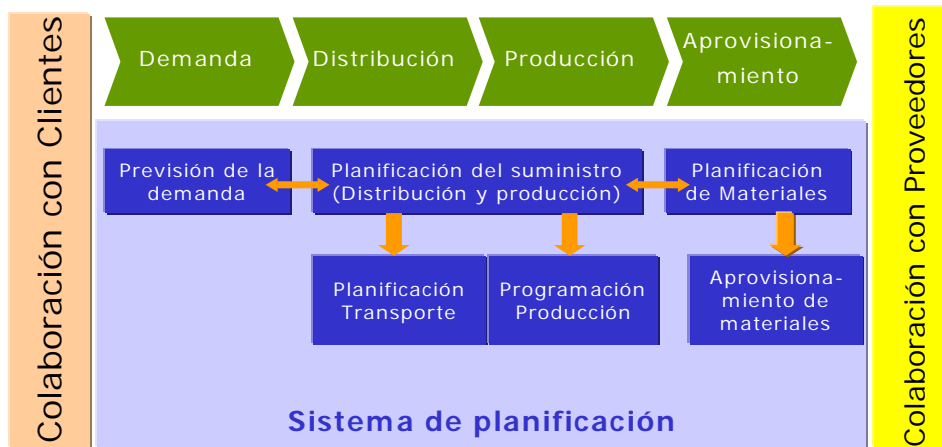 Colaboración con Clientes
Demanda
Distribución
Producción
Aprovisiona-
miento
Previsión de la
demanda
Planificación del suministro
(Distribución y producción)
Planificación
de Materiales
Planificación
Transporte
Programación
Producción
Aprovisiona-
miento de
materiales
Sistema de planificación
Colaboración con Proveedores